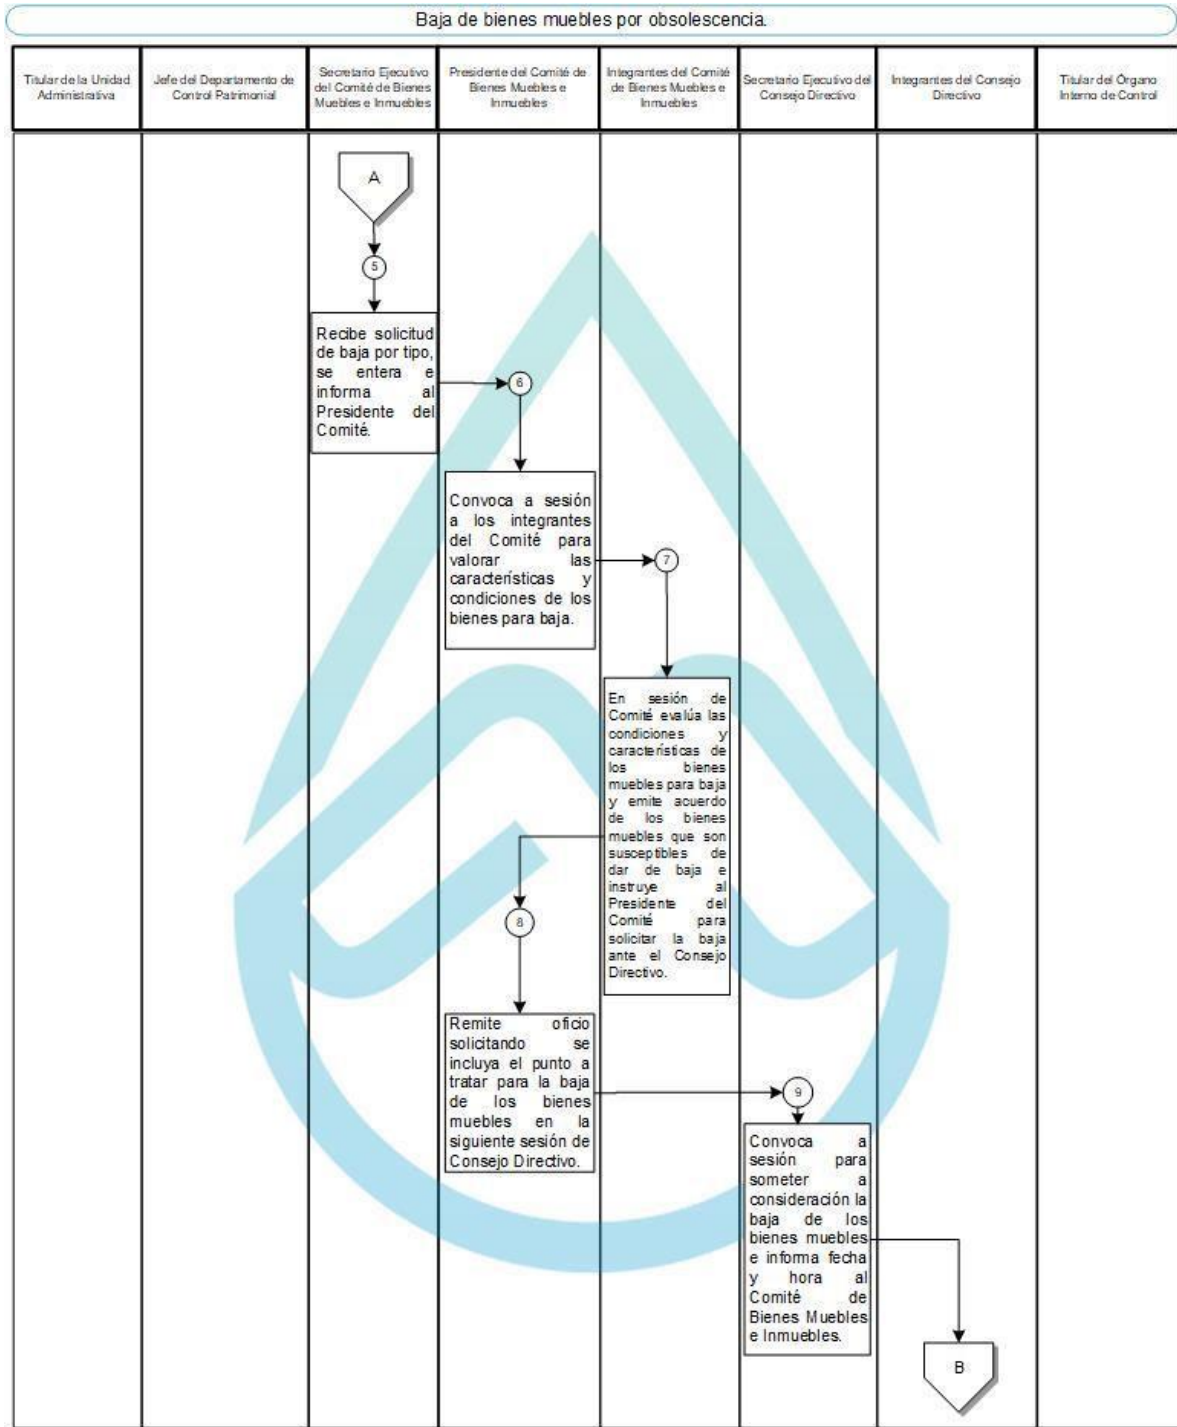 Baja de bienes muebles por obsolescencia.
Titular de la Unidad
Administrativa
Jefe del Departamento de
Control Patrimonial
Secretario Ejecutivo
del Comité de Bienes
Muebles e Inmuebles
Presidente del Comité de
Bienes Muebles e
Inmuebles
Integrantes del Comité
de Bienes Muebles e
Inmuebles
Secretario Ejecutivo del
Consejo Directivo
Integrantes del Consejo
Directivo
Titular del Órgano
Interno de Control
A
5
Recibe solicitud
de baja por tipo,
se entera e
informa al
Presidente del
Comité.
6
Convoca a sesión
a los integrantes
del Comité para
valorar las
características y
condiciones de los
bienes para baja.
7
En sesión de
Comité evalúa las
condiciones y
características de
los bienes
muebles para baja
y emite acuerdo
de los bienes
muebles que son
susceptibles de
dar de baja e
instruye al
Presidente del
Comité para
solicitar la baja
ante el Consejo
Directivo.
8
Remite oficio
solicitando se
incluya el punto a
tratar para la baja
de los bienes
muebles en la
siguiente sesión de
Consejo Directivo.
9
Convoca a
sesión para
someter a
consideración la
baja de los
bienes muebles
e informa fecha
y hora al
Comité de
Bienes Muebles
e Inmuebles.
B